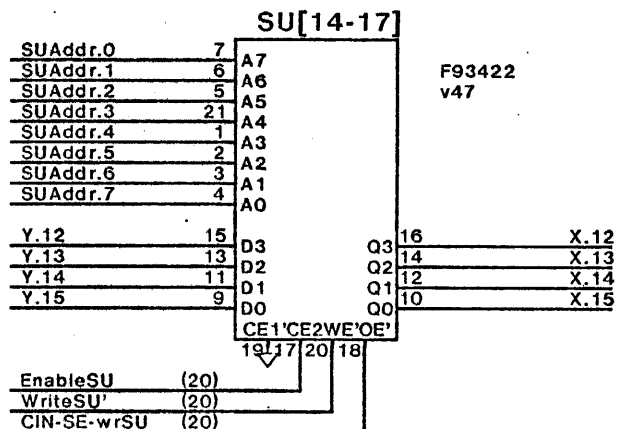 SU[14-17]
SUAddr.0 7 A7
SUAddr.1 6 A6
SUAddr.2 5 A5
SUAddr.3 21 A4
SUAddr.4 1 A3
SUAddr.5 2 A2
SUAddr.6 3 A1
SUAddr.7 4 A0
F93422
v47
Y.12 15 D3 Q3 16 X.12
Y.13 13 D2 Q2 14 X.13
Y.14 11 D1 Q1 12 X.14
Y.15 9 D0 Q0 10 X.15
CE1'CE2WE'OE'
19 17 20 18
EnableSU (20)
WriteSU' (20)
CIN-SE-wrSU (20)